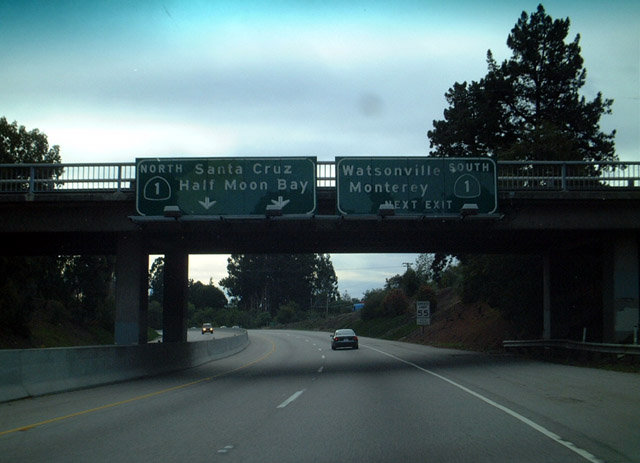 NORTH Santa Cruz
1 Half Moon Bay
Watsonville SOUTH
Monterey 1
NEXT EXIT
55